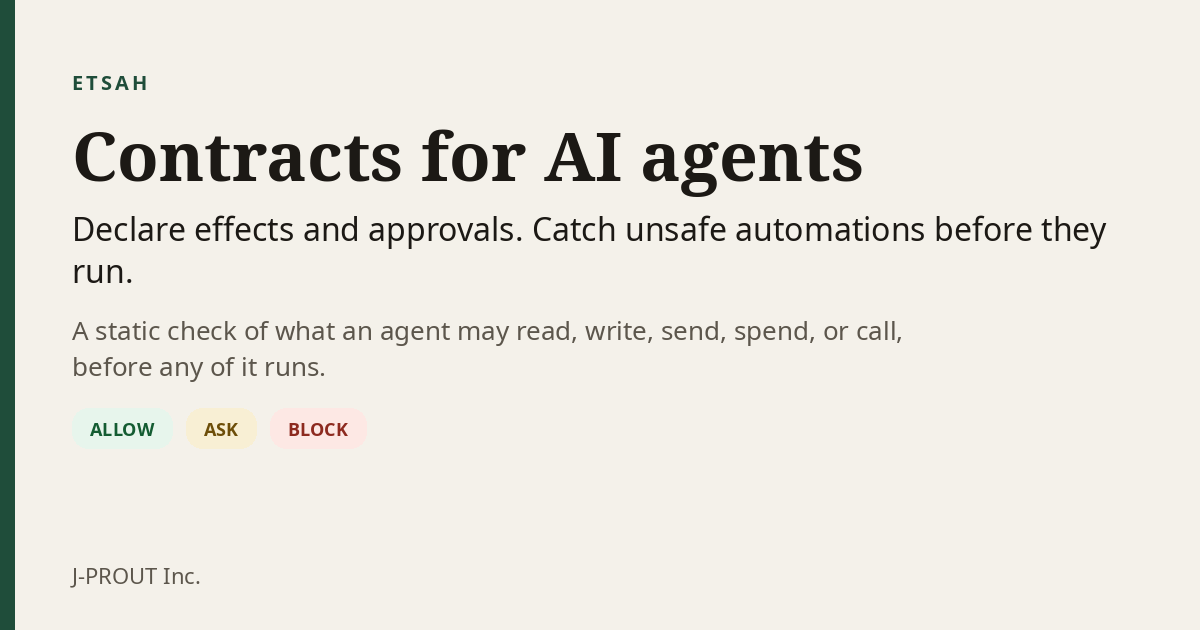 ETSAH
Contracts for AI agents
Declare effects and approvals. Catch unsafe automations before they
run.
A static check of what an agent may read, write, send, spend, or call,
before any of it runs.
ALLOW ASK BLOCK
J-PROUT Inc.